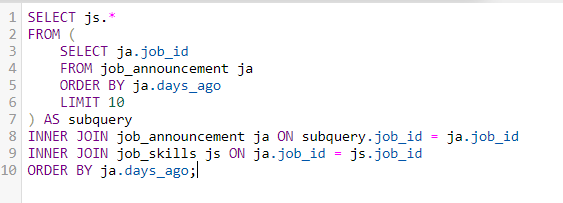 1 SELECT js.*
2 FROM (
3     SELECT ja.job_id
4     FROM job_announcement ja
5     ORDER BY ja.days_ago
6     LIMIT 10
7 ) AS subquery
8 INNER JOIN job_announcement ja ON subquery.job_id = ja.job_id
9 INNER JOIN job_skills js ON ja.job_id = js.job_id
10 ORDER BY ja.days_ago;